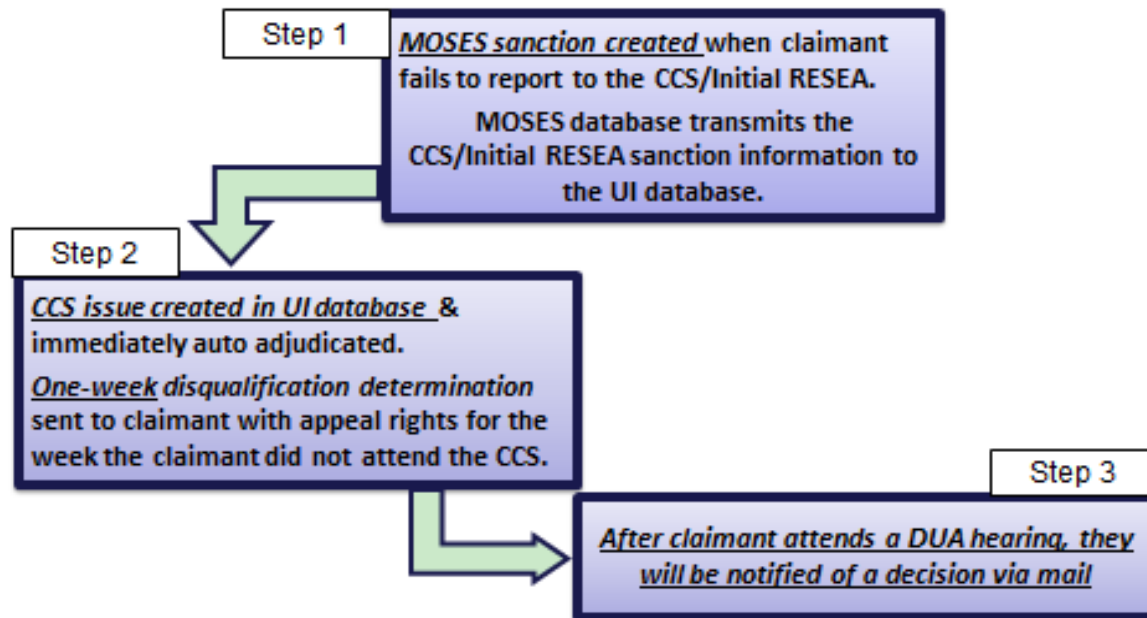 Step 1
MOSES sanction created when claimant
fails to report to the CCS/Initial RESEA.
MOSES database transmits the
CCS/Initial RESEA sanction information to
the UI database.
Step 2
CCS issue created in UI database &
immediately auto adjudicated.
One-week disqualification determination
sent to claimant with appeal rights for the
week the claimant did not attend the CCS.
Step 3
After claimant attends a DUA hearing, they
will be notified of a decision via mail